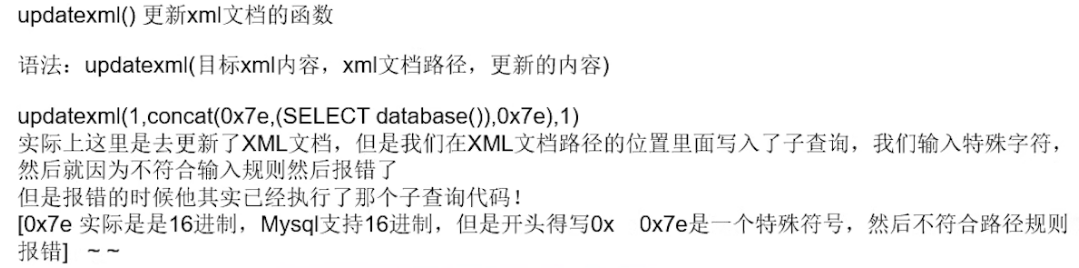 updatexml() 更新xml文档的函数
语法：updatexml(目标xml内容，xml文档路径，更新的内容)
updatexml(1,concat(0x7e,(SELECT database()),0x7e),1)
实际上这里是去更新了XML文档，但是我们在XML文档路径的位置里面写入了子查询，我们输入特殊字符，
然后就因为不符合输入规则然后报错了
但是报错的时候他其实已经执行了那个子查询代码！
[0x7e 实际是是16进制，Mysql支持16进制，但是开头得写0x 0x7e是一个特殊符号，然后不符合路径规则
报错] ~ ~